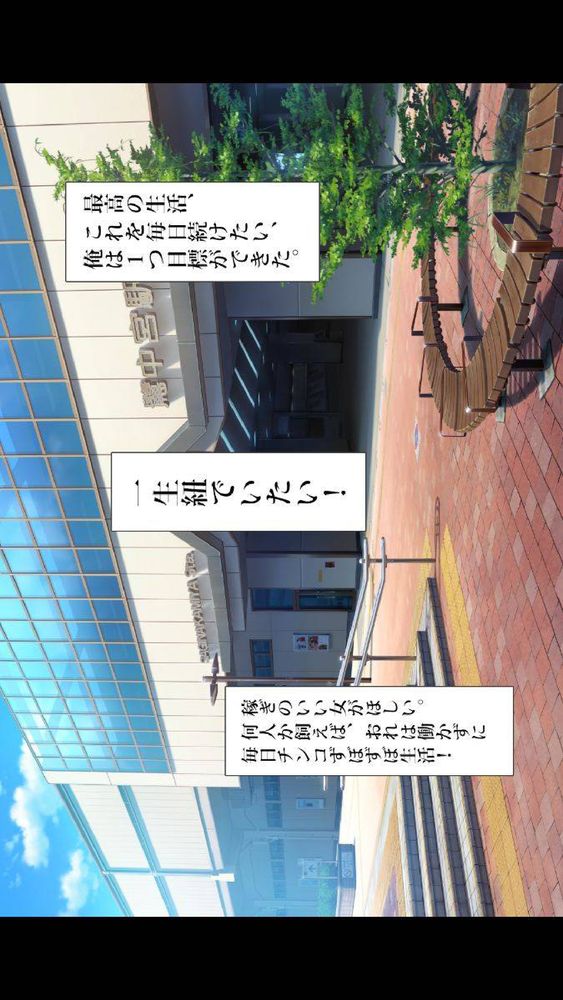 最高の生活、
これを毎日続けたい、
俺は１つ目標ができた。
一生紐でいたい！
稼ぎのいい女がほしい。
何人か飼えば、おれは働かずに
毎日チンコずぼずぼ生活！